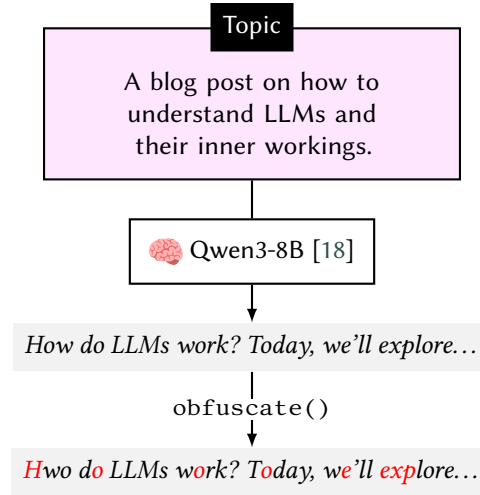 Topic
A blog post on how to
understand LLMs and
their inner workings.
Qwen3-8B [18]
How do LLMs work? Today, we’ll explore…
obfuscate()
Hwo do LLMs work? Today, we’ll explore…